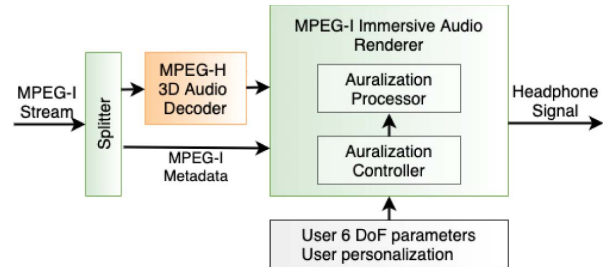 MPEG-I
Stream
Splitter
MPEG-H
3D Audio
Decoder
MPEG-I
Metadata
MPEG-I Immersive Audio
Renderer
Auralization
Processor
Auralization
Controller
Headphone
Signal
User 6 DoF parameters
User personalization